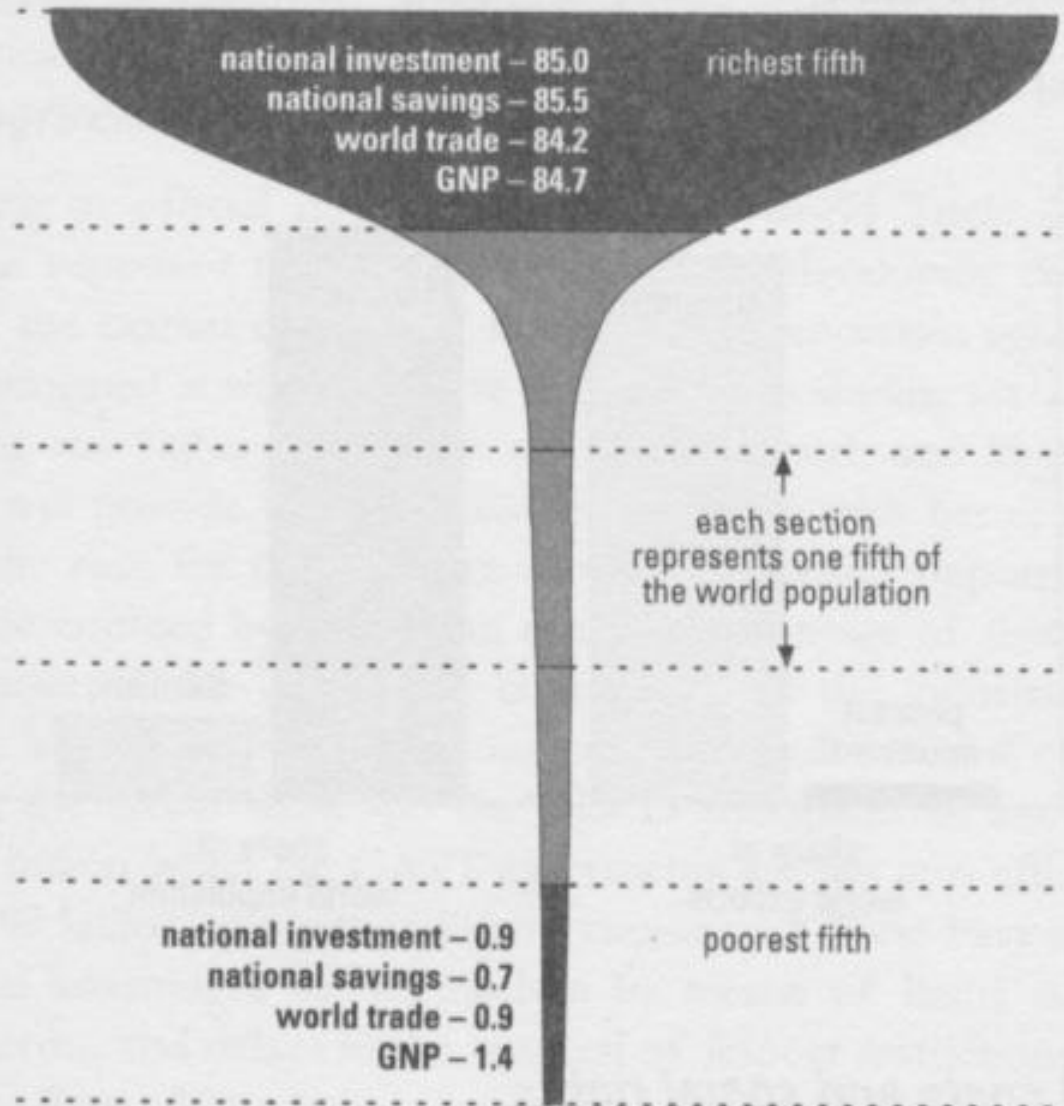 national investment – 85.0
national savings – 85.5
world trade – 84.2
GNP – 84.7
richest fifth
each section
represents one fifth of
the world population
national investment – 0.9
national savings – 0.7
world trade – 0.9
GNP – 1.4
poorest fifth